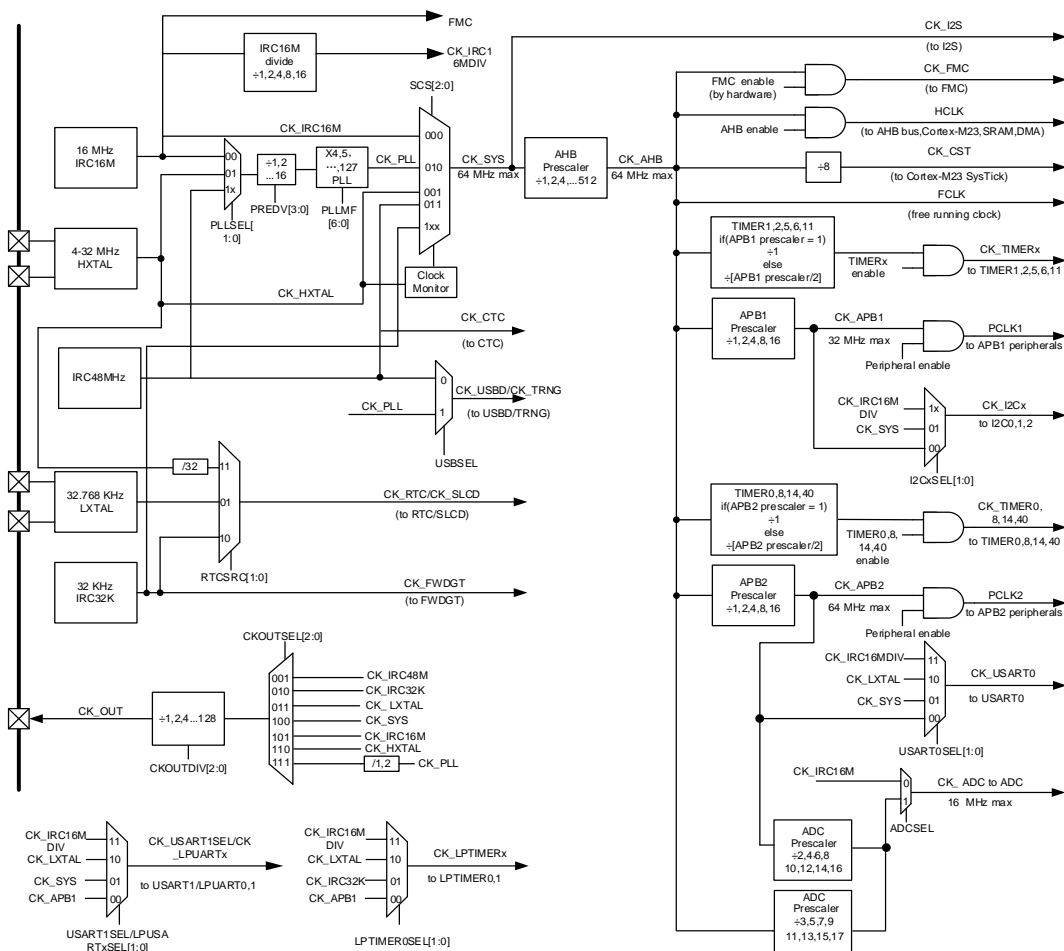 FMC
IRC16M
divide
÷1,2,4,8,16
CK_IRC1
6MDIV
16 MHz
IRC16M
CK_IRC16M
SCS[2:0]
000
010
001
011
1xx
00
01
1x
PLLSEL[
1:0]
÷1,2
...16
PREDV[3:0]
X4,5,
...,127
PLL
PLLMF
[6:0]
CK_PLL
CK_SYS
64 MHz max
4-32 MHz
HXTAL
CK_HXTAL
Clock
Monitor
CK_CTC
(to CTC)
IRC48MHz
CK_PLL
0
1
CK_USBD/CK_TRNG
(to USBD/TRNG)
USBSEL
/32
11
01
10
32.768 KHz
LXTAL
CK_RTC/CK_SLCD
(to RTC/SLCD)
RTCSRC[1:0]
32 KHz
IRC32K
CK_FWDGT
(to FWDGT)
CKOUTSEL[2:0]
001
CK_IRC48M
010
CK_IRC32K
011
CK_LXTAL
100
CK_SYS
101
CK_IRC16M
110
CK_HXTAL
111
/1,2
CK_PLL
CK_OUT
÷1,2,4...128
CKOUTDIV[2:0]
CK_IRC16M
DIV
11
CK_LXTAL
10
CK_SYS
01
CK_APB1
00
CK_USART1SEL/CK
_LPUARTx
to USART1/LPUART0,1
USART1SEL/LPUSA
RTxSEL[1:0]
CK_IRC16M
DIV
11
CK_LXTAL
10
CK_IRC32K
01
CK_APB1
00
CK_LPTIMERx
to LPTIMER0,1
LPTIMER0SEL[1:0]
CK_I2S
(to I2S)
AHB
Prescaler
÷1,2,4,...512
CK_AHB
64 MHz max
FMC enable
(by hardware)
CK_FMC
(to FMC)
AHB enable
HCLK
(to AHB bus,Cortex-M23,SRAM,DMA)
÷8
CK_CST
(to Cortex-M23 SysTick)
FCLK
(free running clock)
TIMER1,2,5,6,11
if(APB1 prescaler = 1)
÷1
else
÷[APB1 prescaler/2]
TIMERx
enable
CK_TIMERx
to TIMER1,2,5,6,11
APB1
Prescaler
÷1,2,4,8,16
CK_APB1
32 MHz max
Peripheral enable
PCLK1
to APB1 peripherals
CK_IRC16M
DIV
1x
CK_SYS
01
00
CK_I2Cx
to I2C0,1,2
I2CxSEL[1:0]
TIMER0,8,14,40
if(APB2 prescaler = 1)
÷1
else
÷[APB2 prescaler/2]
TIMER0,8,
14,40
enable
CK_TIMER0,
8,14,40
to TIMER0,8,14,40
APB2
Prescaler
÷1,2,4,8,16
CK_APB2
64 MHz max
Peripheral enable
PCLK2
to APB2 peripherals
CK_IRC16MDIV
11
CK_LXTAL
10
CK_SYS
01
00
CK_USART0
to USART0
USART0SEL[1:0]
CK_IRC16M
0
1
CK_ ADC to ADC
16 MHz max
ADCSEL
ADC
Prescaler
÷2,4,6,8
10,12,14,16
ADC
Prescaler
÷3,5,7,9
11,13,15,17